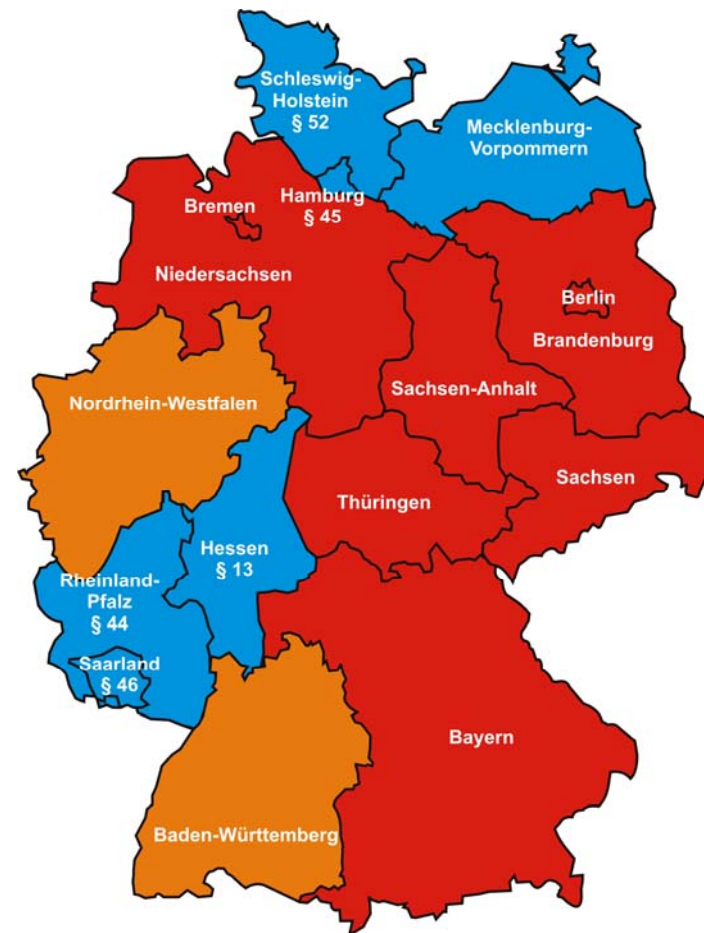 Schleswig-
Holstein
§ 52
Mecklenburg-
Vorpommern
Bremen
Hamburg
§ 45
Niedersachsen
Berlin
Brandenburg
Sachsen-Anhalt
Nordrhein-Westfalen
Sachsen
Thüringen
Hessen
§ 13
Rheinland-
Pfalz
§ 44
Saarland
§ 46
Bayern
Baden-Württemberg